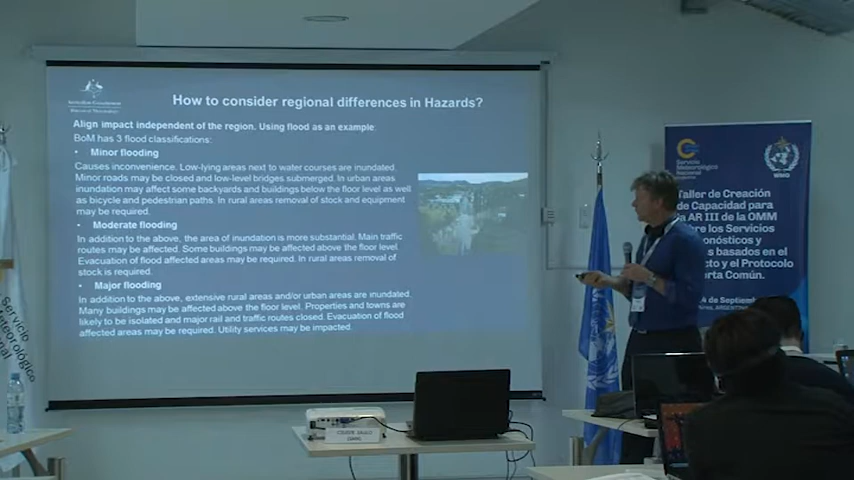 How to consider regional differences in Hazards?
Align impact independent of the region. Using flood as an example.
BoM has 3 flood classifications:
• Minor flooding
Causes inconvenience. Low-lying areas next to water courses are inundated.
Minor roads may be closed and low-level bridges submerged. In urban areas
inundation may affect some backyards and buildings below the floor level as well
as bicycle and pedestrian paths. In rural areas removal of stock and equipment
may be required.
• Moderate flooding
In addition to the above, the area of inundation is more substantial. Main traffic
routes may be affected. Some buildings may be affected above the floor level.
Evacuation of flood affected areas may be required. In rural areas removal of
stock is required.
• Major flooding
In addition to the above, extensive rural areas and/or urban areas are inundated.
Many buildings may be affected above the floor level. Properties and towns are
likely to be isolated and major rail and traffic routes closed. Evacuation of flood
affected areas may be required. Utility services may be impacted.
Servicio
Meteorológico
Nacional
WMO
Taller de Creación
de Capacidad para
la AR III de la OMM
los Servicios
basados en el
y el Protocolo
Común.
4 de Septiem
Servicio
Meteorológico